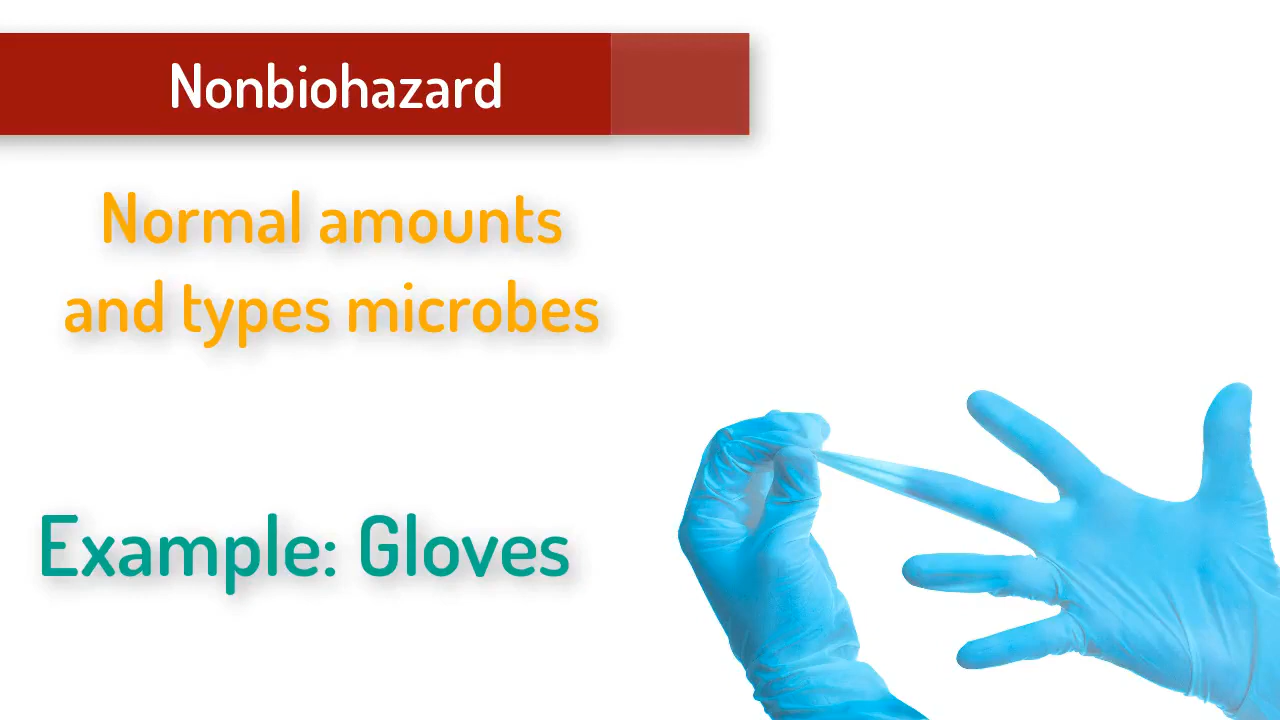 Nonbiohazard
Normal amounts
and types microbes
Example: Gloves